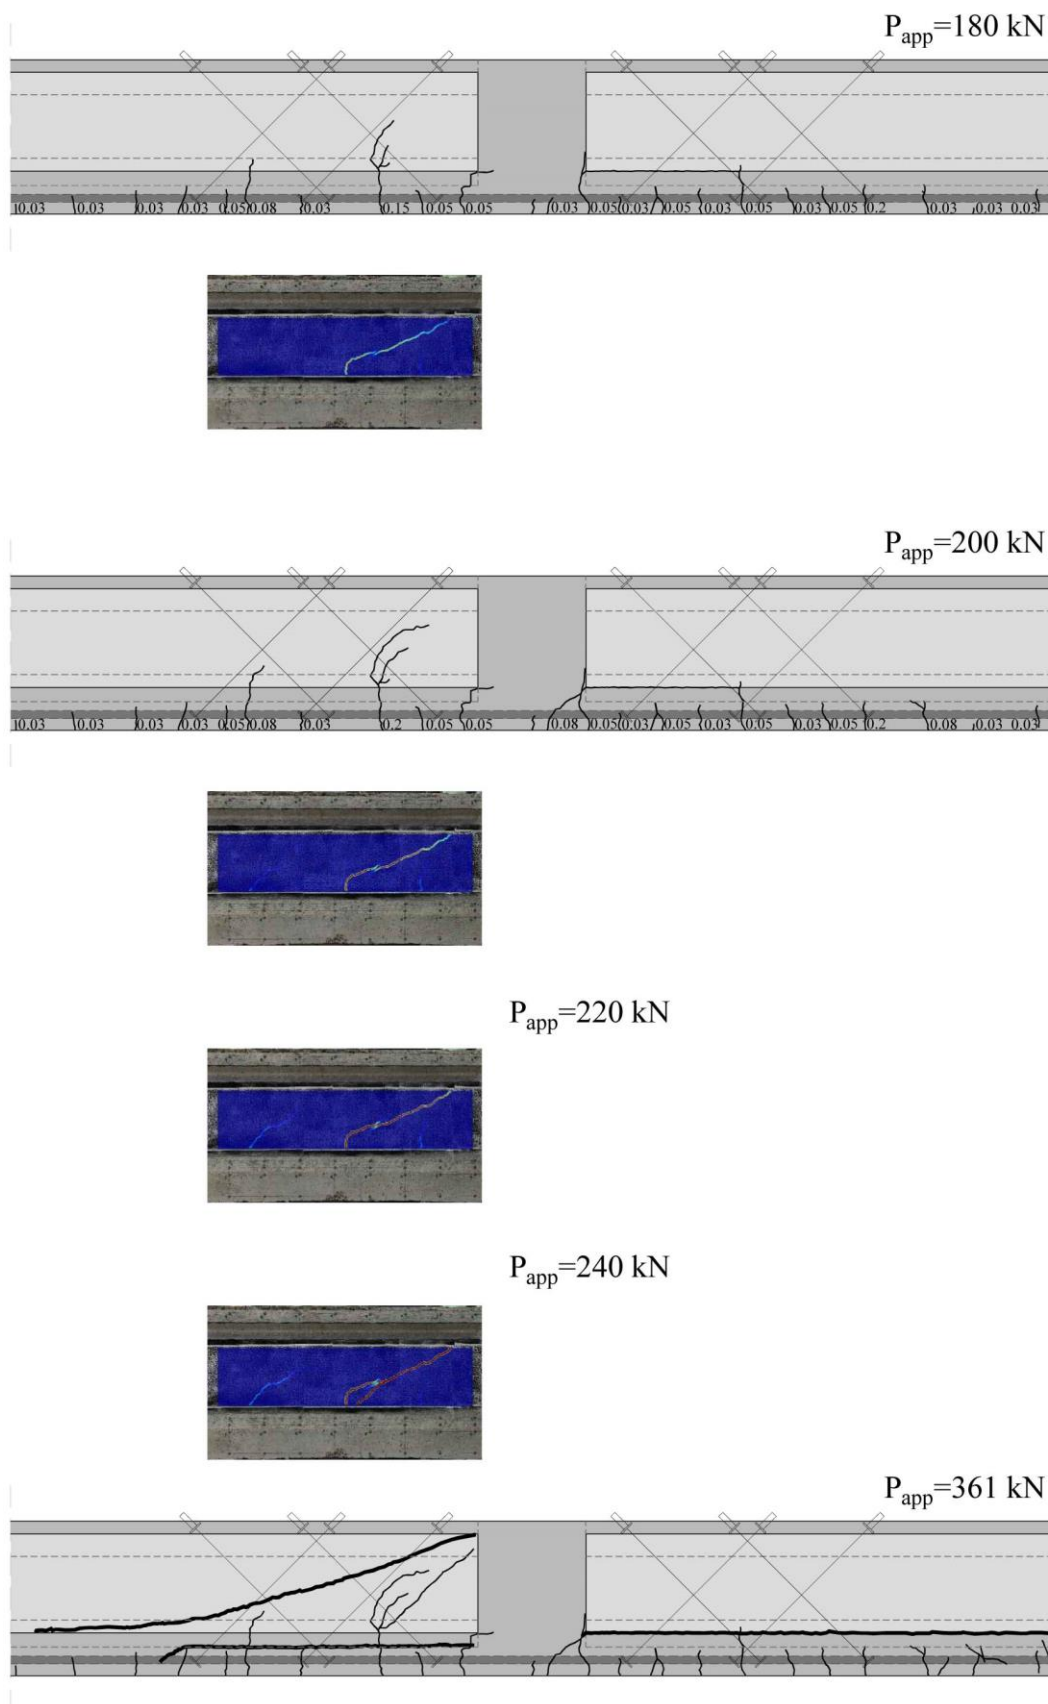 P_app=180 kN
0.03 0.03 0.03 0.03 0.05 0.08 0.03 0.15 0.05 0.05 0.03 0.05 0.03 0.05 0.03 0.05 0.03 0.05 0.2 0.03 0.03 0.03
P_app=200 kN
0.03 0.03 0.03 0.03 0.05 0.08 0.03 0.2 0.05 0.05 0.08 0.05 0.03 0.05 0.03 0.05 0.03 0.05 0.2 0.08 0.03 0.03
P_app=220 kN
P_app=240 kN
P_app=361 kN